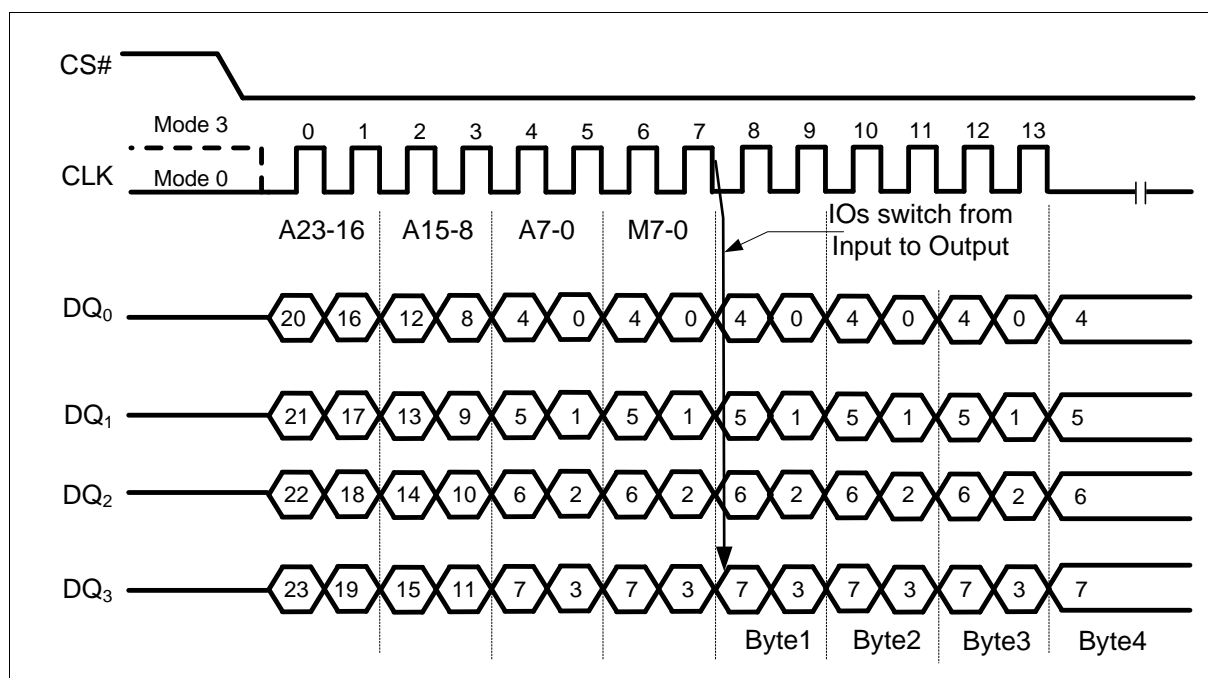 CS#
Mode 3
0 1 2 3 4 5 6 7 8 9 10 11 12 13
CLK
Mode 0
IOs switch from
Input to Output
A23-16 A15-8 A7-0 M7-0
DQ0 20 16 12 8 4 0 4 0 4 0 4 0 4 0 4
DQ1 21 17 13 9 5 1 5 1 5 1 5 1 5 1 5
DQ2 22 18 14 10 6 2 6 2 6 2 6 2 6 2 6
DQ3 23 19 15 11 7 3 7 3 7 3 7 3 7 3 7
Byte1 Byte2 Byte3 Byte4